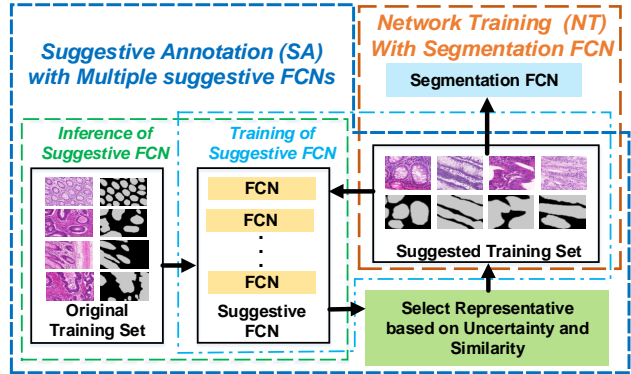 Suggestive Annotation (SA)
with Multiple suggestive FCNs
Network Training (NT)
With Segmentation FCN
Segmentation FCN
Inference of
Suggestive FCN
Training of
Suggestive FCN
FCN
FCN
FCN
Original
Training Set
Suggestive
FCN
Suggested Training Set
Select Representative
based on Uncertainty and
Similarity